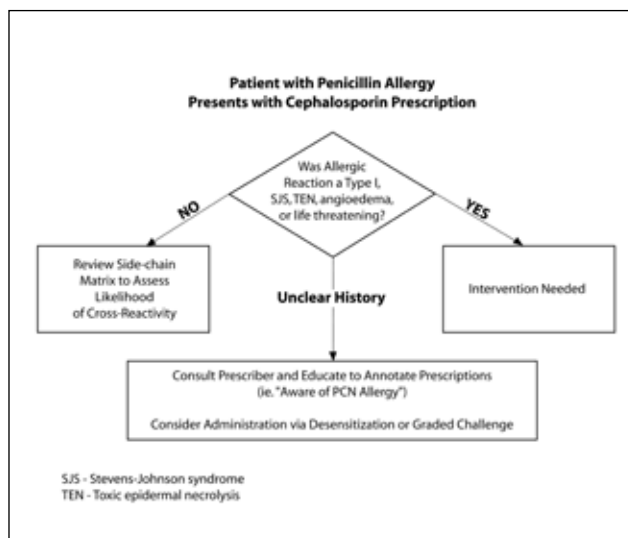 Patient with Penicillin Allergy
Presents with Cephalosporin Prescription
Was Allergic
Reaction a Type I,
SJS, TEN, angioedema,
or life threatening?
NO
YES
Review Side-chain
Matrix to Assess
Likelihood
of Cross-Reactivity
Unclear History
Intervention Needed
Consult Prescriber and Educate to Annotate Prescriptions
(ie. "Aware of PCN Allergy")
Consider Administration via Desensitization or Graded Challenge
SJS - Stevens-Johnson syndrome
TEN - Toxic epidermal necrolysis